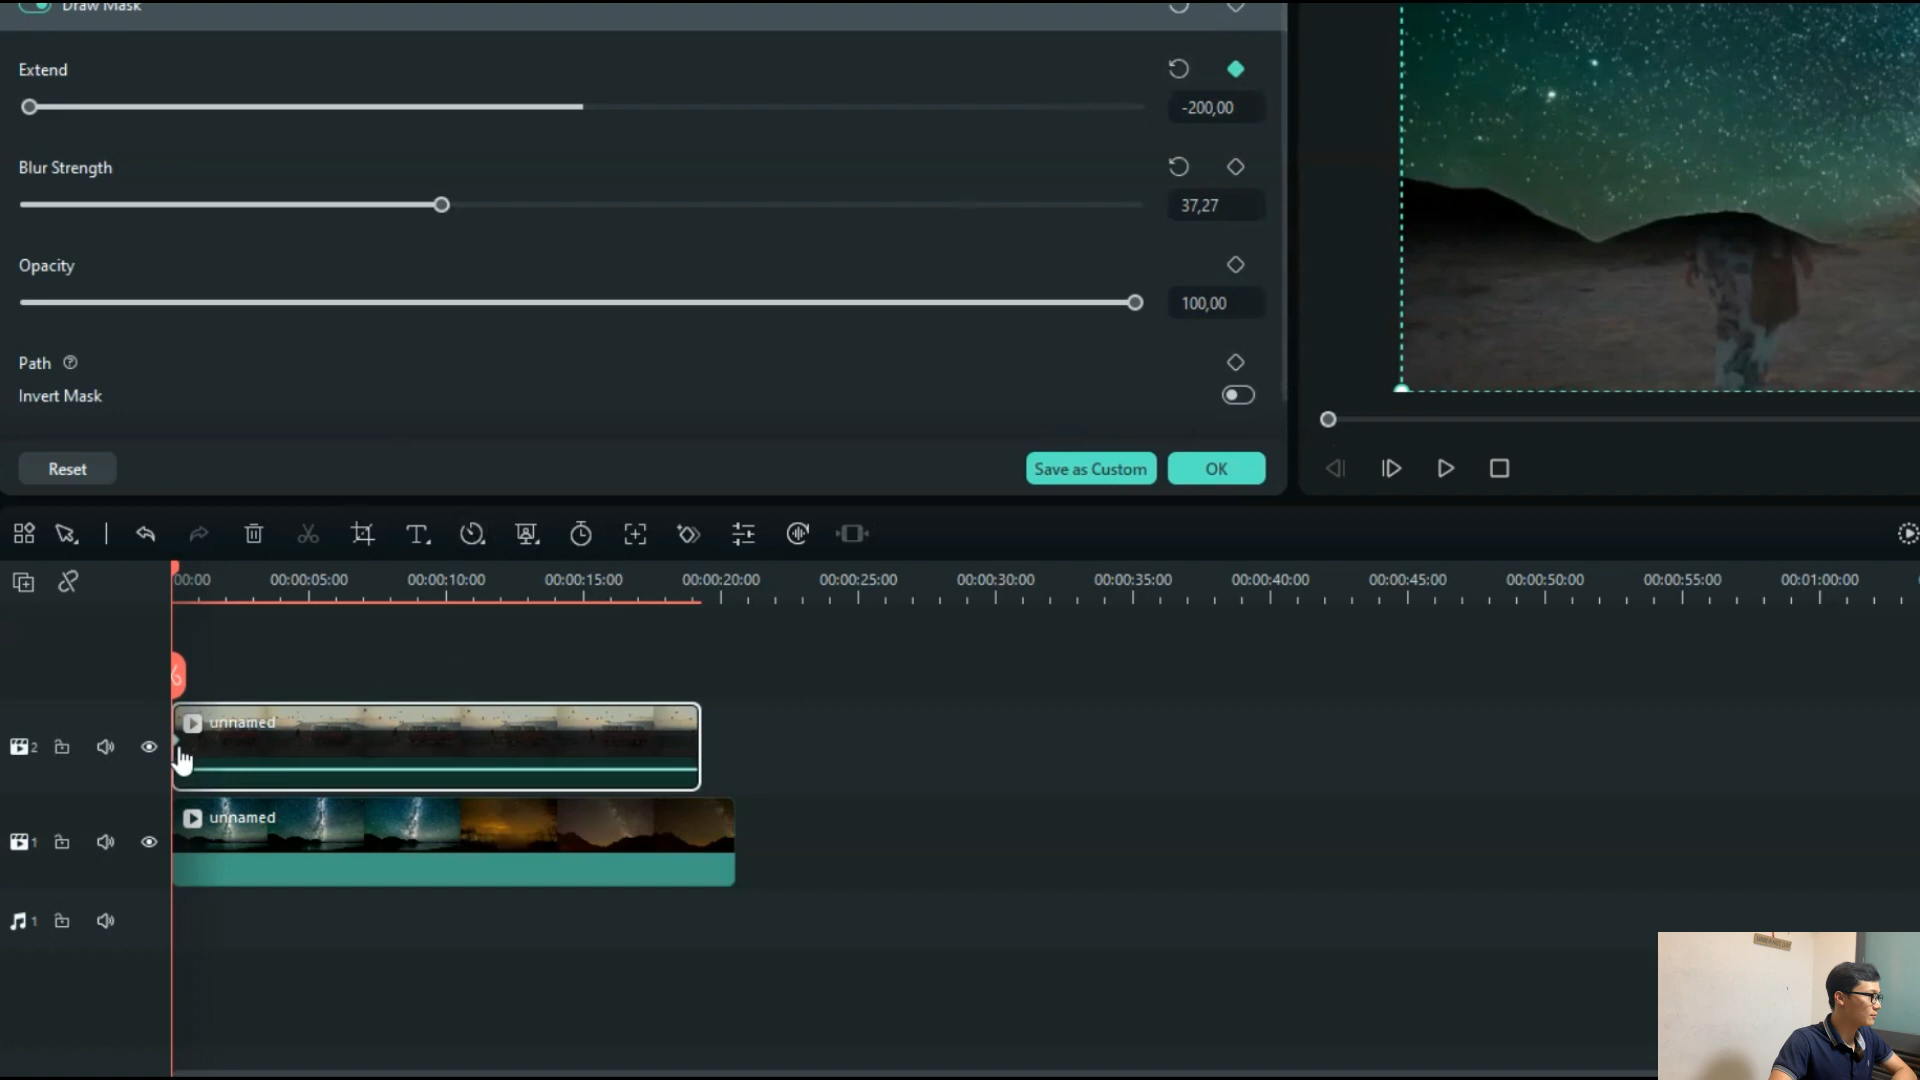 Draw Mask
Extend
-200,00
Blur Strength
37,27
Opacity
100,00
Path
Invert Mask
Reset
Save as Custom
OK
00:00
00:00:05:00
00:00:10:00
00:00:15:00
00:00:20:00
00:00:25:00
00:00:30:00
00:00:35:00
00:00:40:00
00:00:45:00
00:00:50:00
00:00:55:00
00:01:00:00
unnamed
2
unnamed
1
1